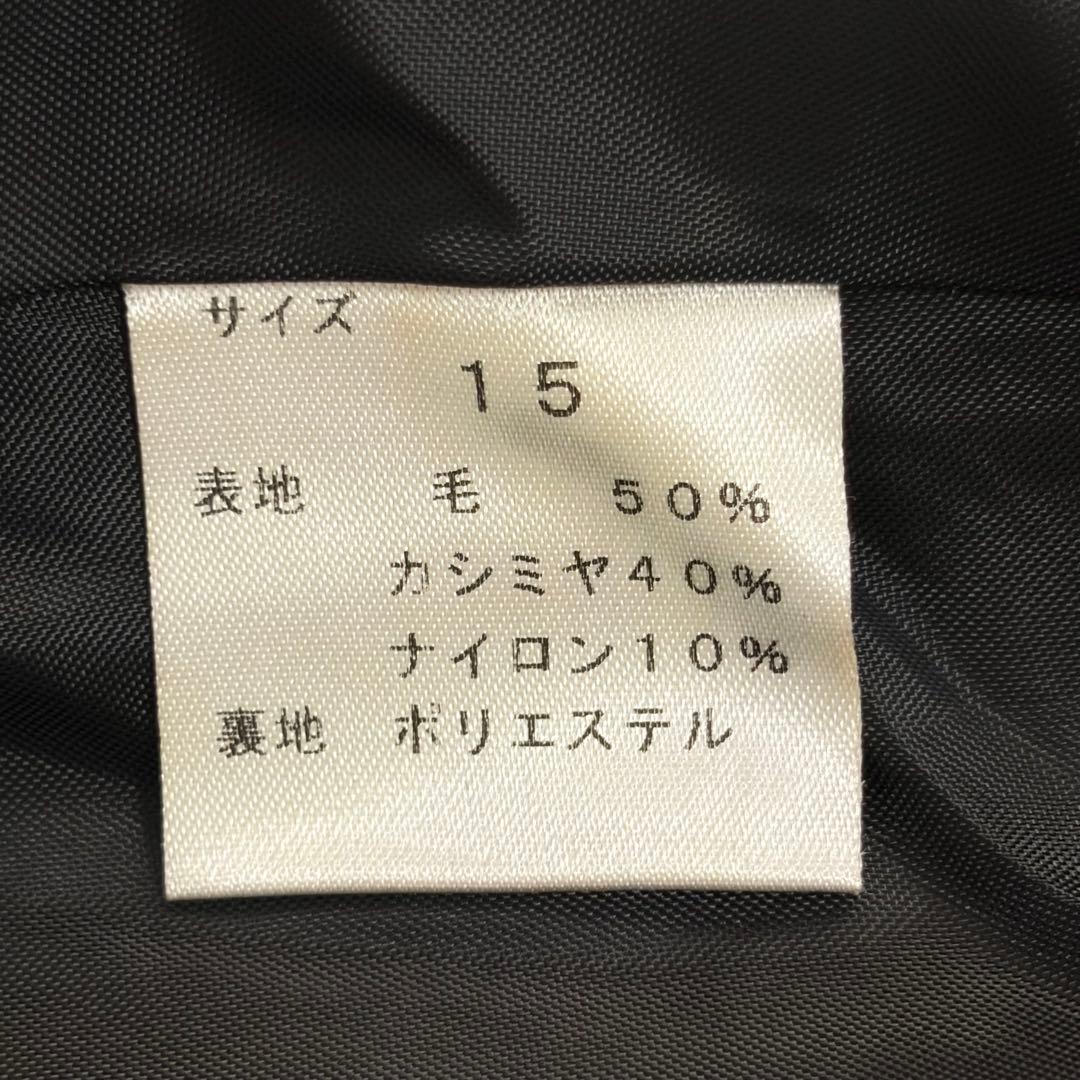 サイズ
15
表地 毛 50%
カシミヤ40%
ナイロン10%
裏地 ポリエステル